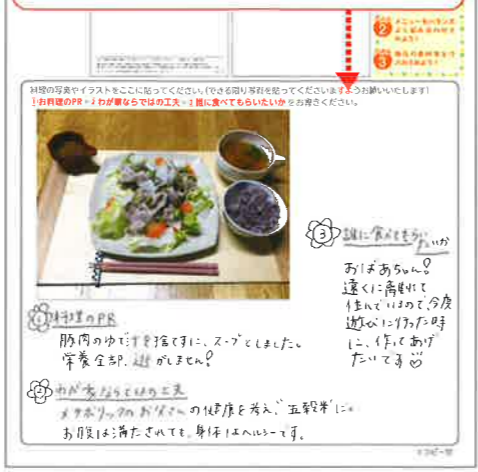 ②
メニューをバランス
③
料理の写真やイラストをここに貼ってください。(できる限り写真を貼ってくださいますようお願いいたします)
1 お料理のPR・2 わが家ならではの工夫・3 誰に食べてもらいたいか をお書きください。
③ 誰に食べてもらい
たいか
おばあちゃん!
遠くに離れて
住んでいるので、今度
遊びに行った時
に、作ってあげ
たいです
① 料理のPR
豚肉のゆで汁を捨てずに、スープとしました。
栄養全部、逃がしません!
② わが家ならではの工夫
メタボリックのお父さんの健康を考え、五穀米に。
お腹は満たされても、身体はヘルシーです。